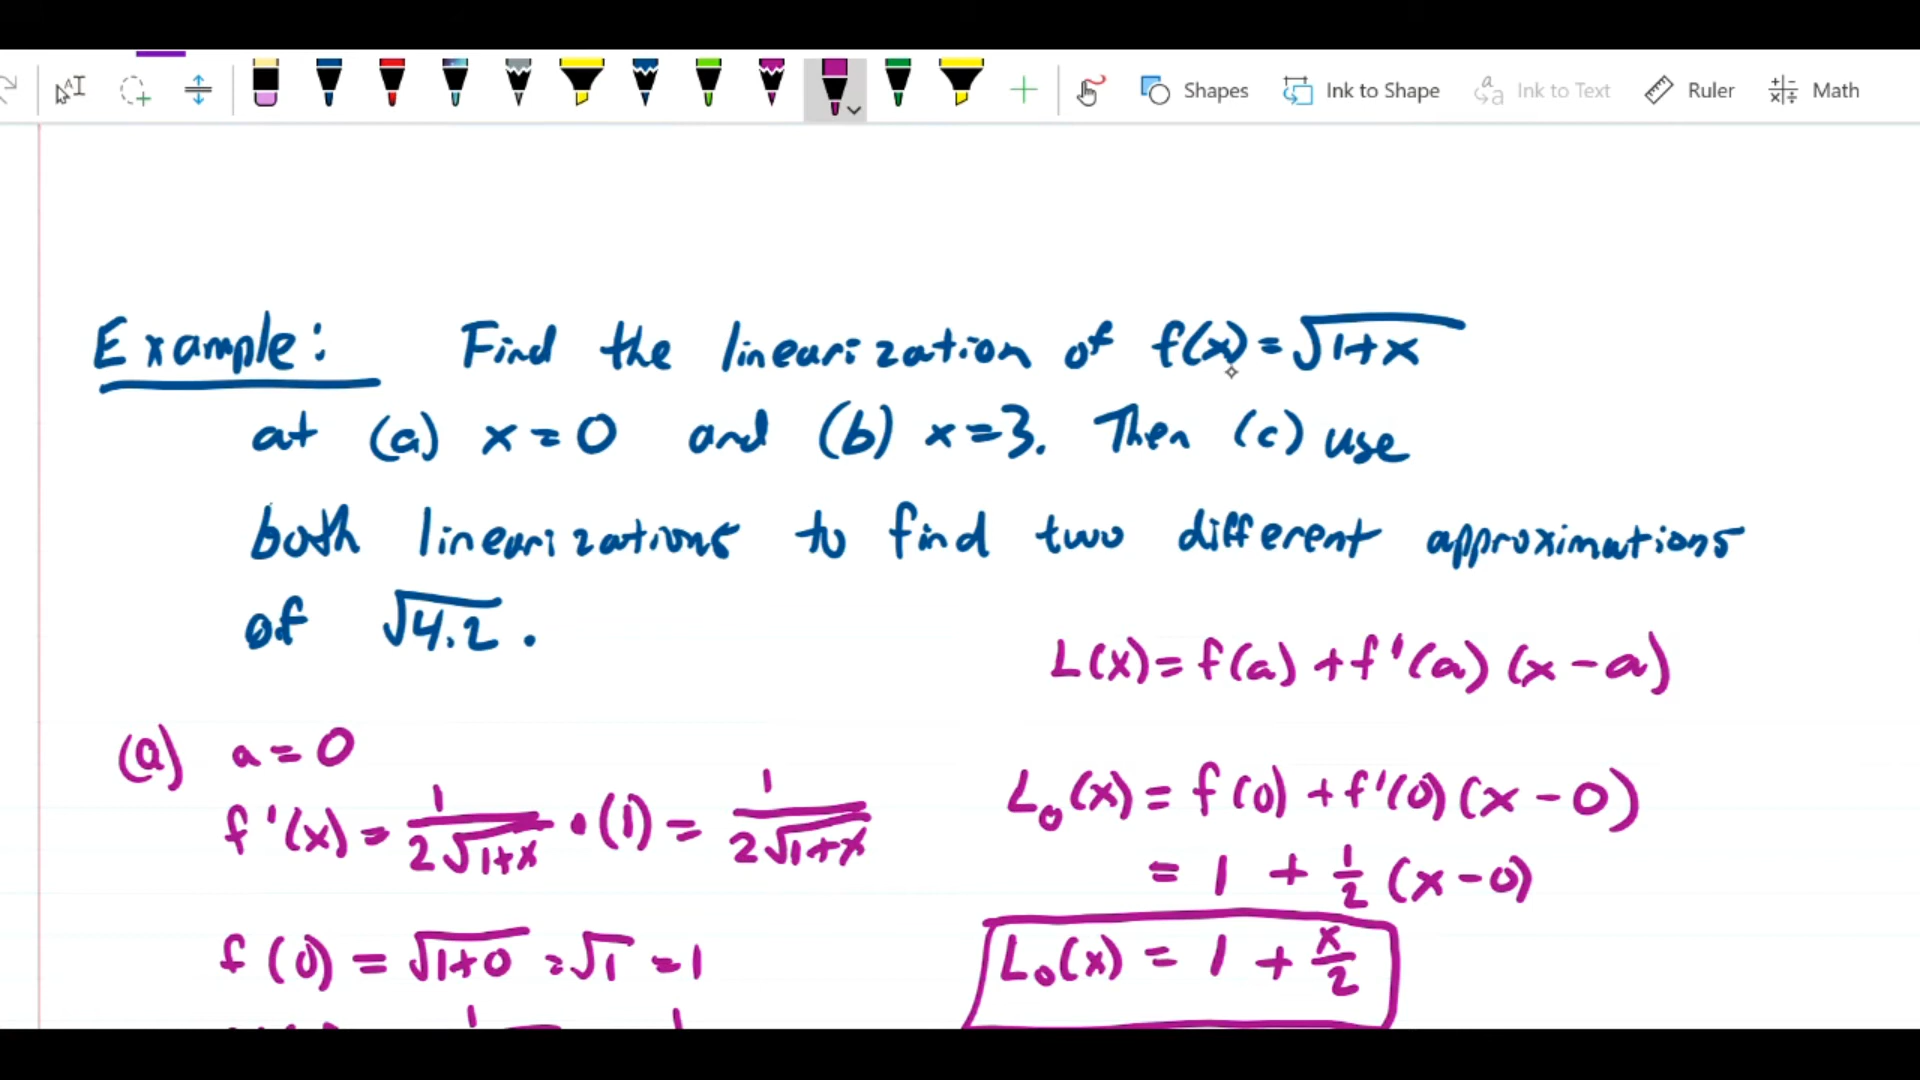 Shapes Ink to Shape Ink to Text Ruler Math
Example: Find the linearization of f(x)=√(1+x)
at (a) x=0 and (b) x=3. Then (c) use
both linearizations to find two different approximations
of √4.2.
L(x)=f(a)+f'(a)(x-a)
(a) a=0
f'(x)=1/(2√(1+x))•(1)=1/(2√(1+x))
L₀(x)=f(0)+f'(0)(x-0)
=1+1/2(x-0)
f(0)=√(1+0)=√1=1
L₀(x)=1+x/2